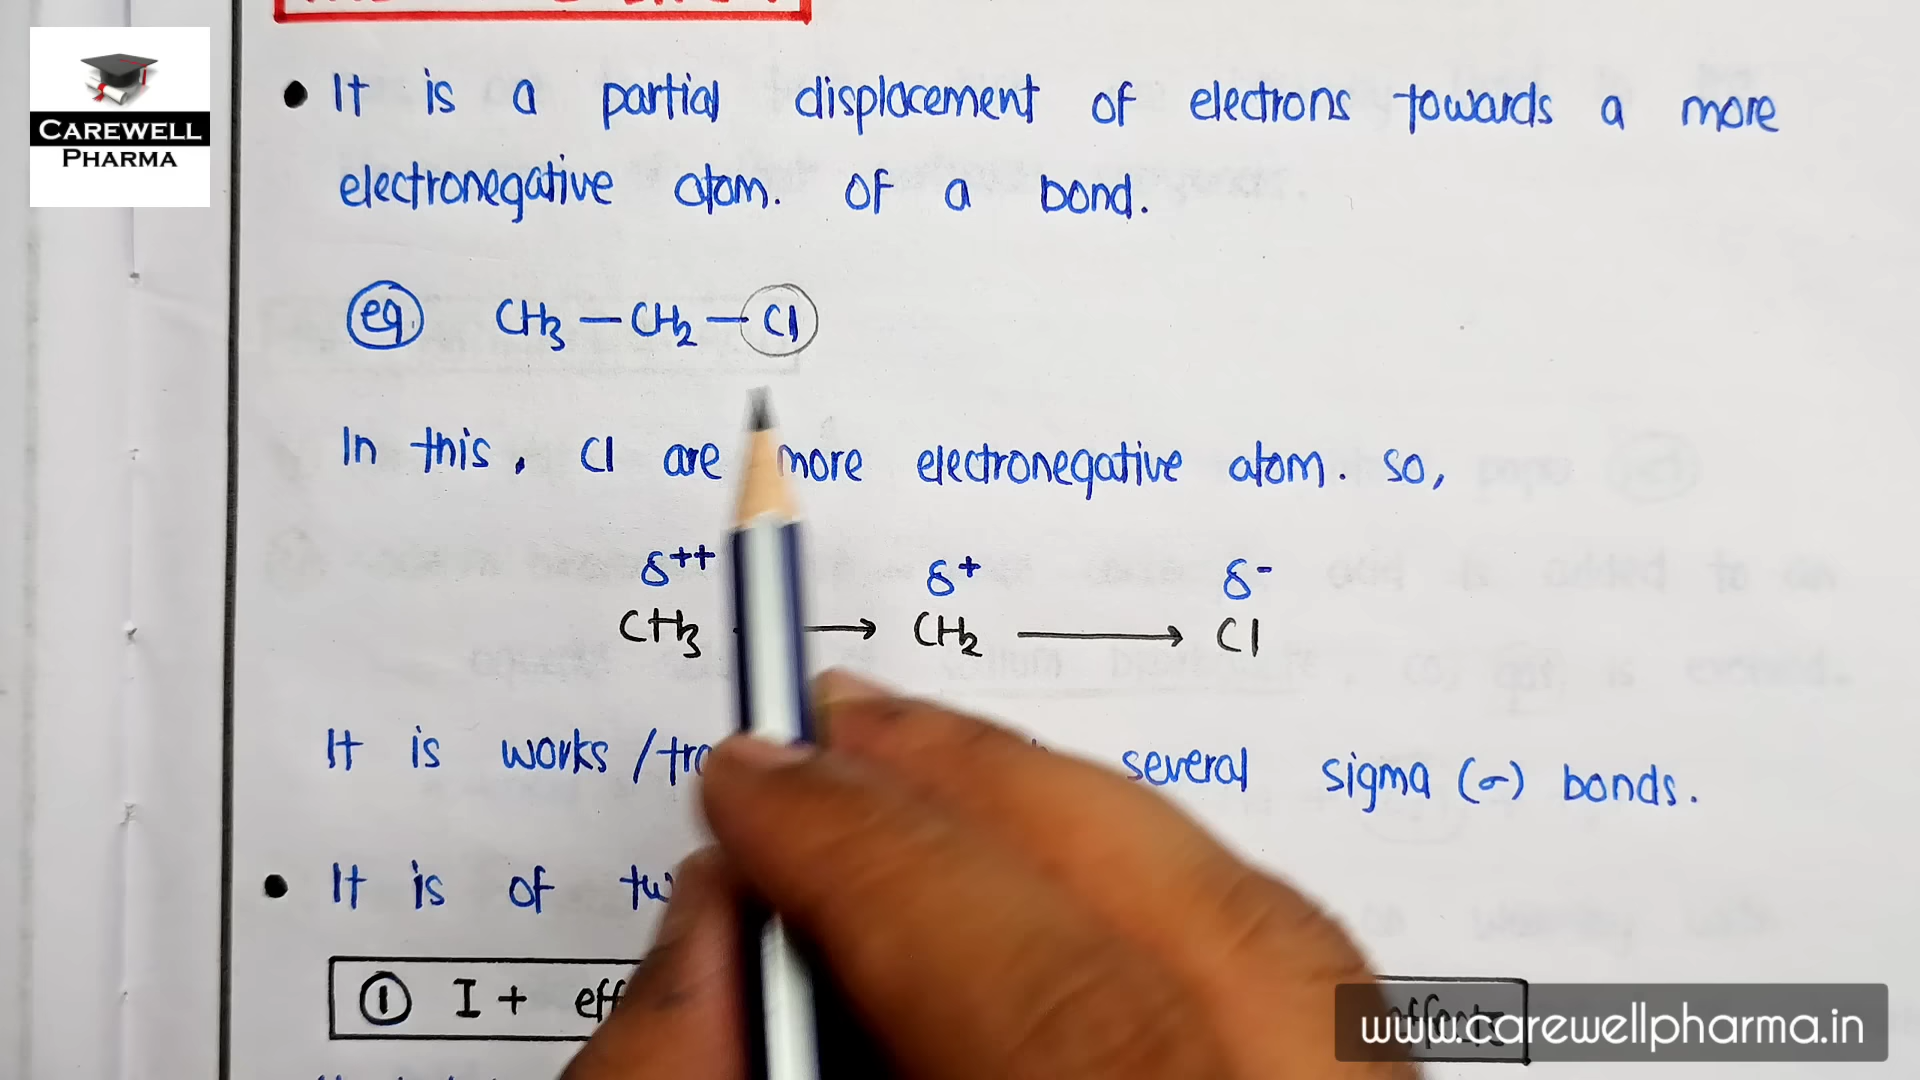 CAREWELL
PHARMA
It is a partial displacement of electrons towards a more
electronegative atom. of a bond.
eg. CH3 — CH2 — Cl
In this, Cl are more electronegative atom. so,
δ++ δ+ δ-
CH3 → CH2 → Cl
It is works / several sigma (σ) bonds.
It is of
① I+ effects
www.carewellpharma.in